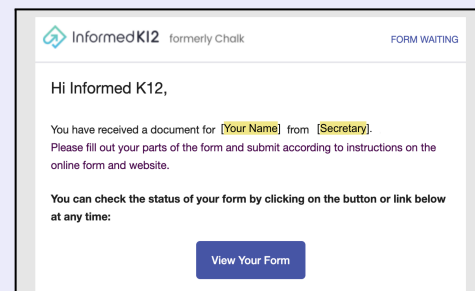 InformedK12 formerly Chalk FORM WAITING
Hi Informed K12,
You have received a document for [Your Name] from [Secretary].
Please fill out your parts of the form and submit according to instructions on the
online form and website.
You can check the status of your form by clicking on the button or link below
at any time:
View Your Form